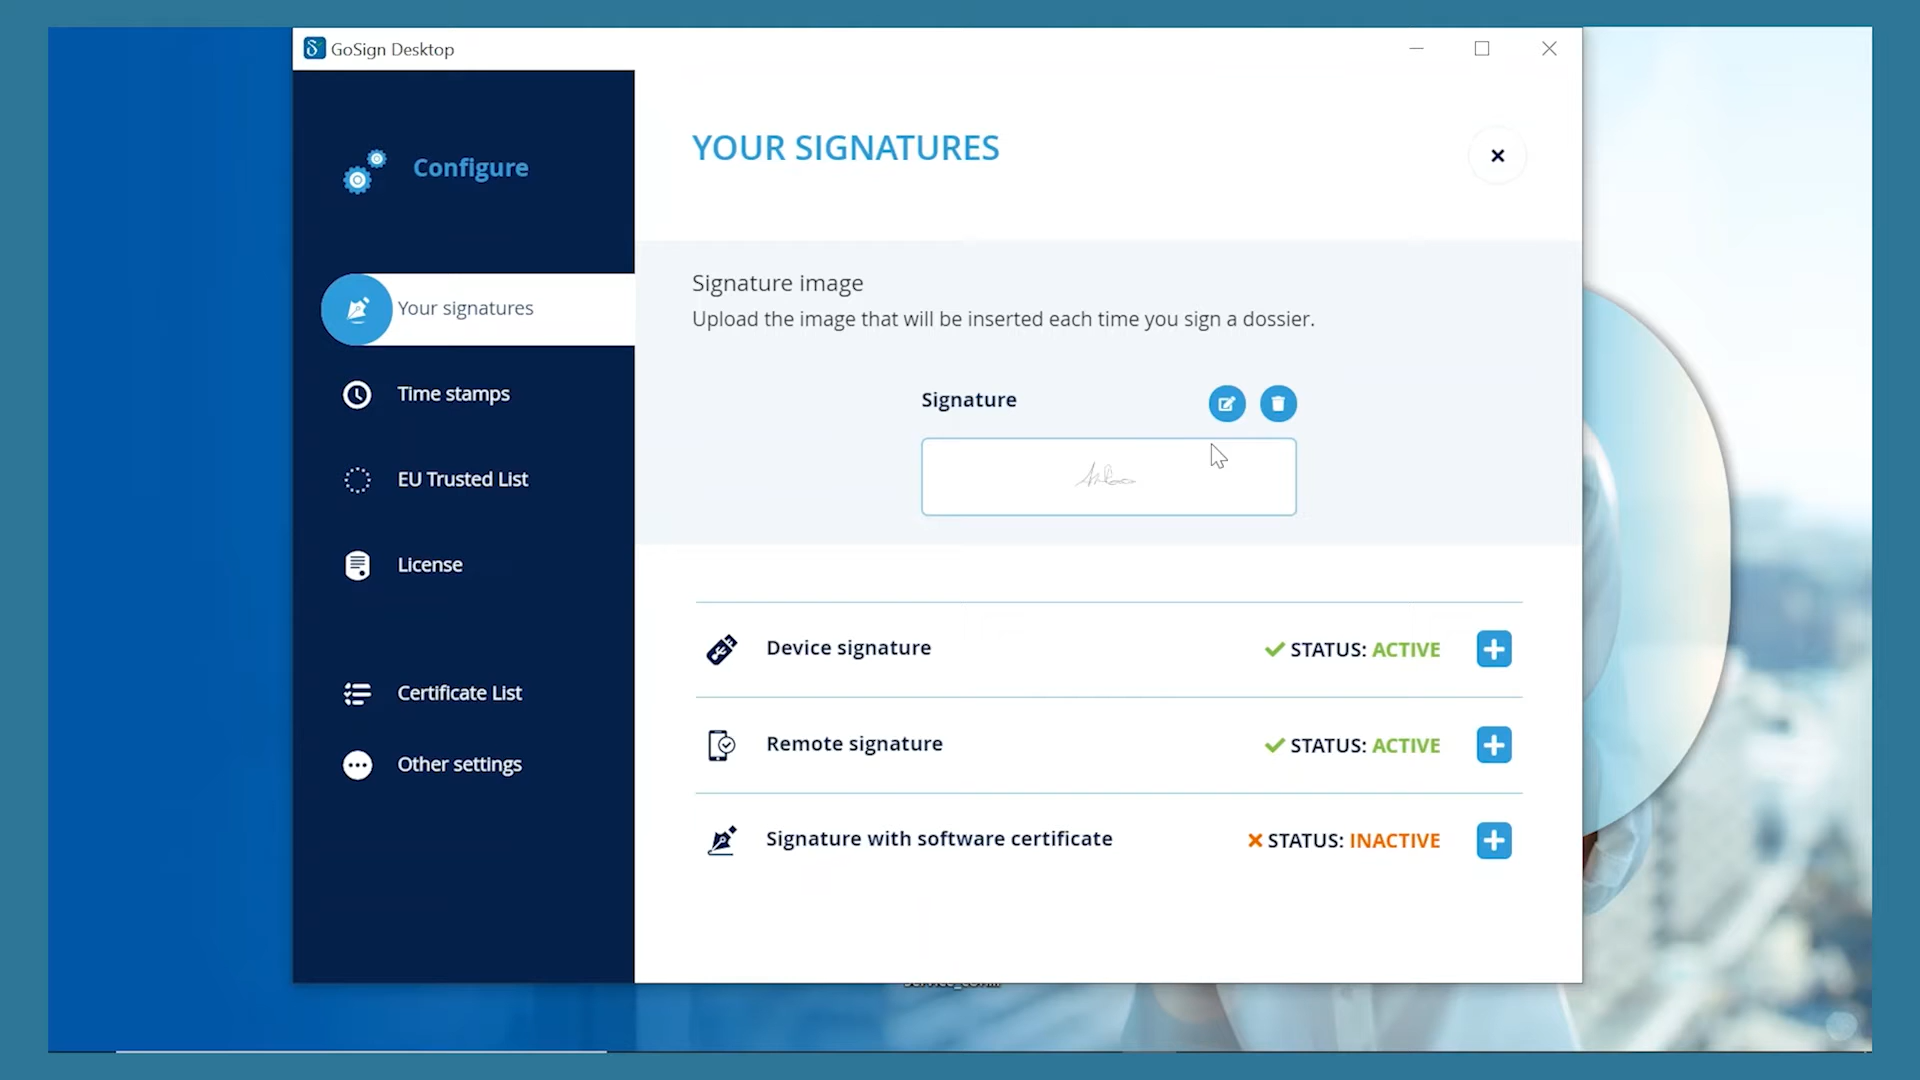 GoSign Desktop
Configure
Your signatures
Time stamps
EU Trusted List
License
Certificate List
Other settings
YOUR SIGNATURES
Signature image
Upload the image that will be inserted each time you sign a dossier.
Signature
Device signature
STATUS: ACTIVE
Remote signature
STATUS: ACTIVE
Signature with software certificate
STATUS: INACTIVE